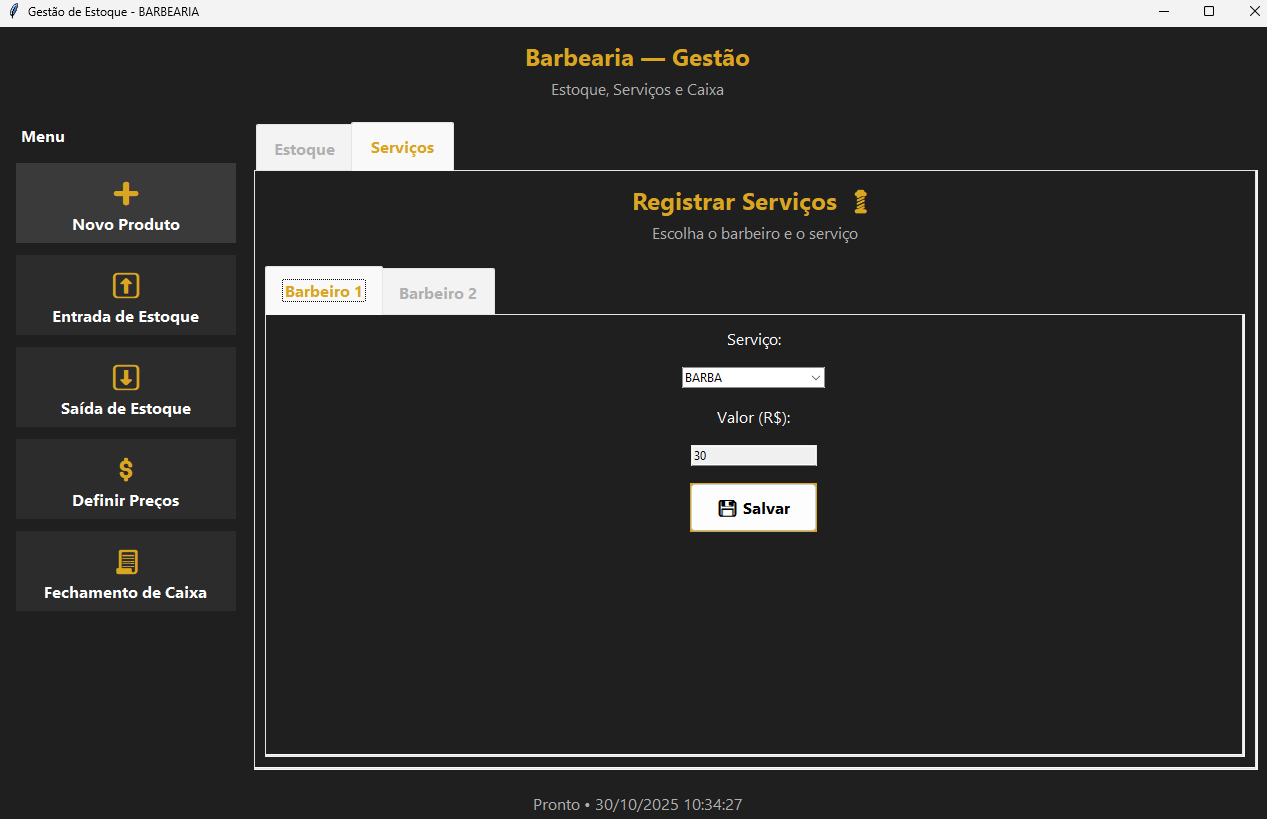 Gestão de Estoque - BARBEARIA
Barbearia — Gestão
Estoque, Serviços e Caixa
Menu
Novo Produto
Entrada de Estoque
Saída de Estoque
Definir Preços
Fechamento de Caixa
Estoque
Serviços
Registrar Serviços 💈
Escolha o barbeiro e o serviço
Barbeiro 1
Barbeiro 2
Serviço:
BARBA
Valor (R$):
30
💾 Salvar
Pronto • 30/10/2025 10:34:27